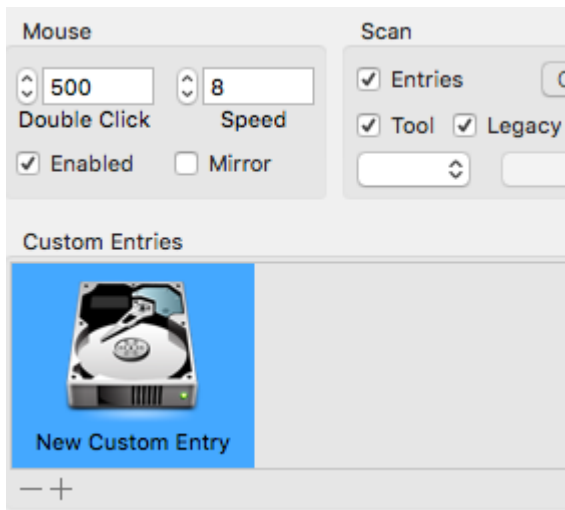 Mouse
Scan
500
8
Double Click
Speed
Enabled
Mirror
Entries
Tool
Legacy
Custom Entries
New Custom Entry